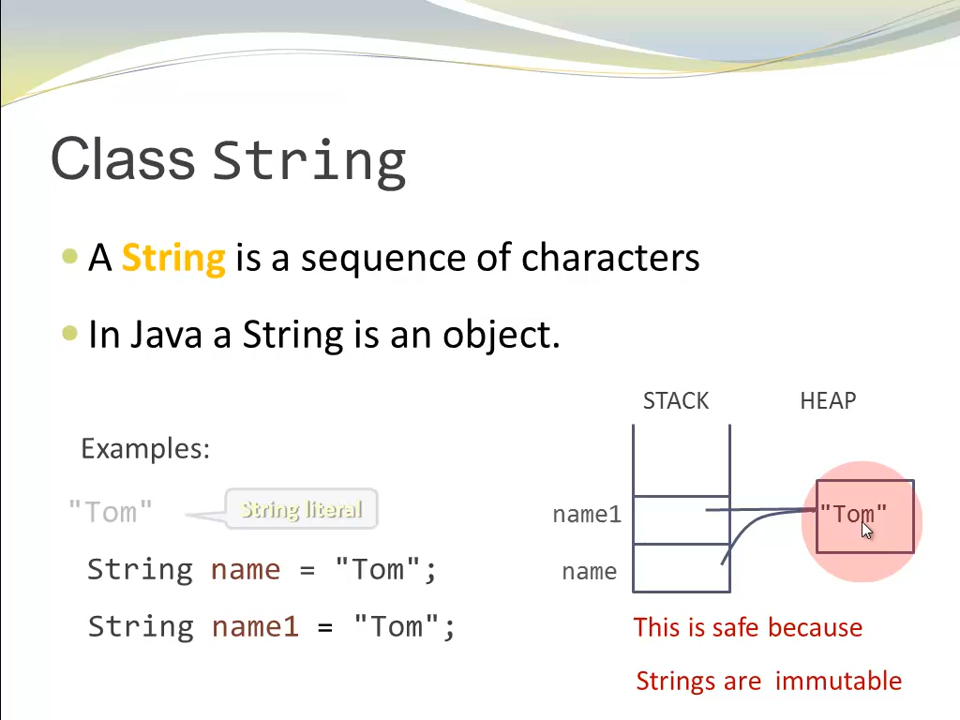 Class String
A String is a sequence of characters
In Java a String is an object.
STACK HEAP
Examples:
"Tom" String literal
name1 "Tom"
String name = "Tom"; name
String name1 = "Tom"; This is safe because
Strings are immutable